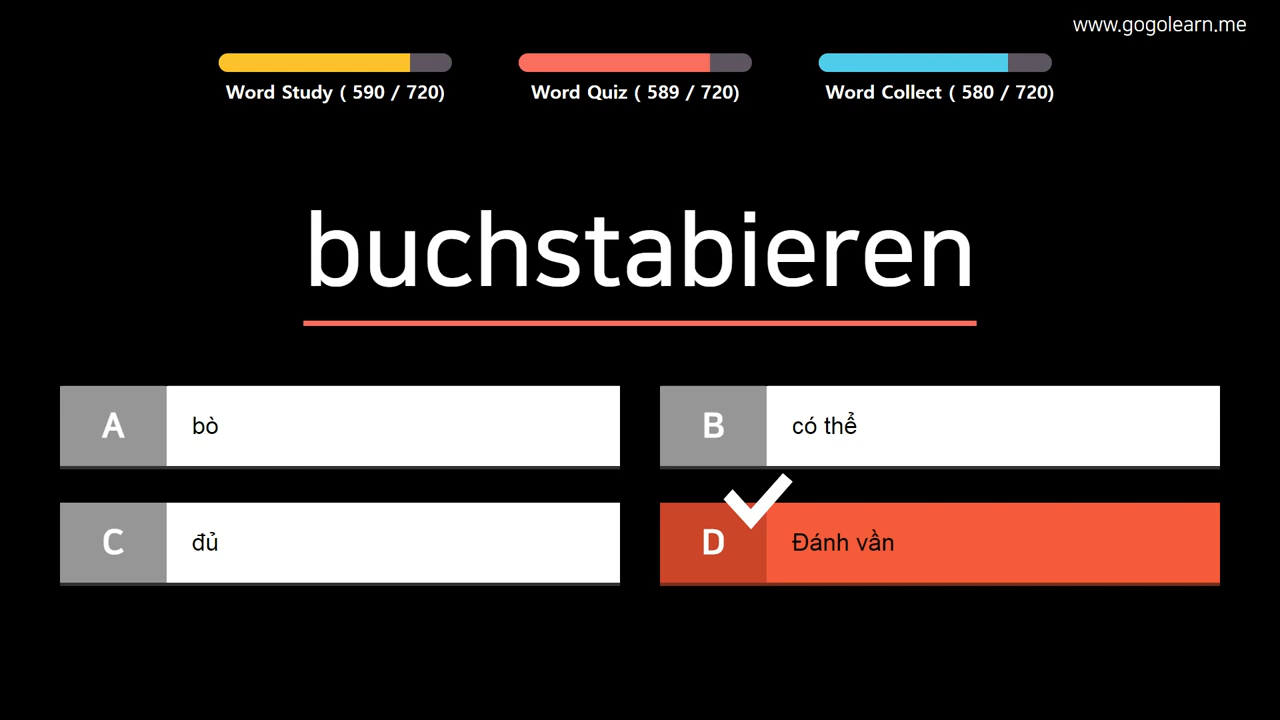 www.gogolearn.me
Word Study ( 590 / 720)
Word Quiz ( 589 / 720)
Word Collect ( 580 / 720)
buchstabieren
A bò
B có thể
C đủ
D Đánh vần